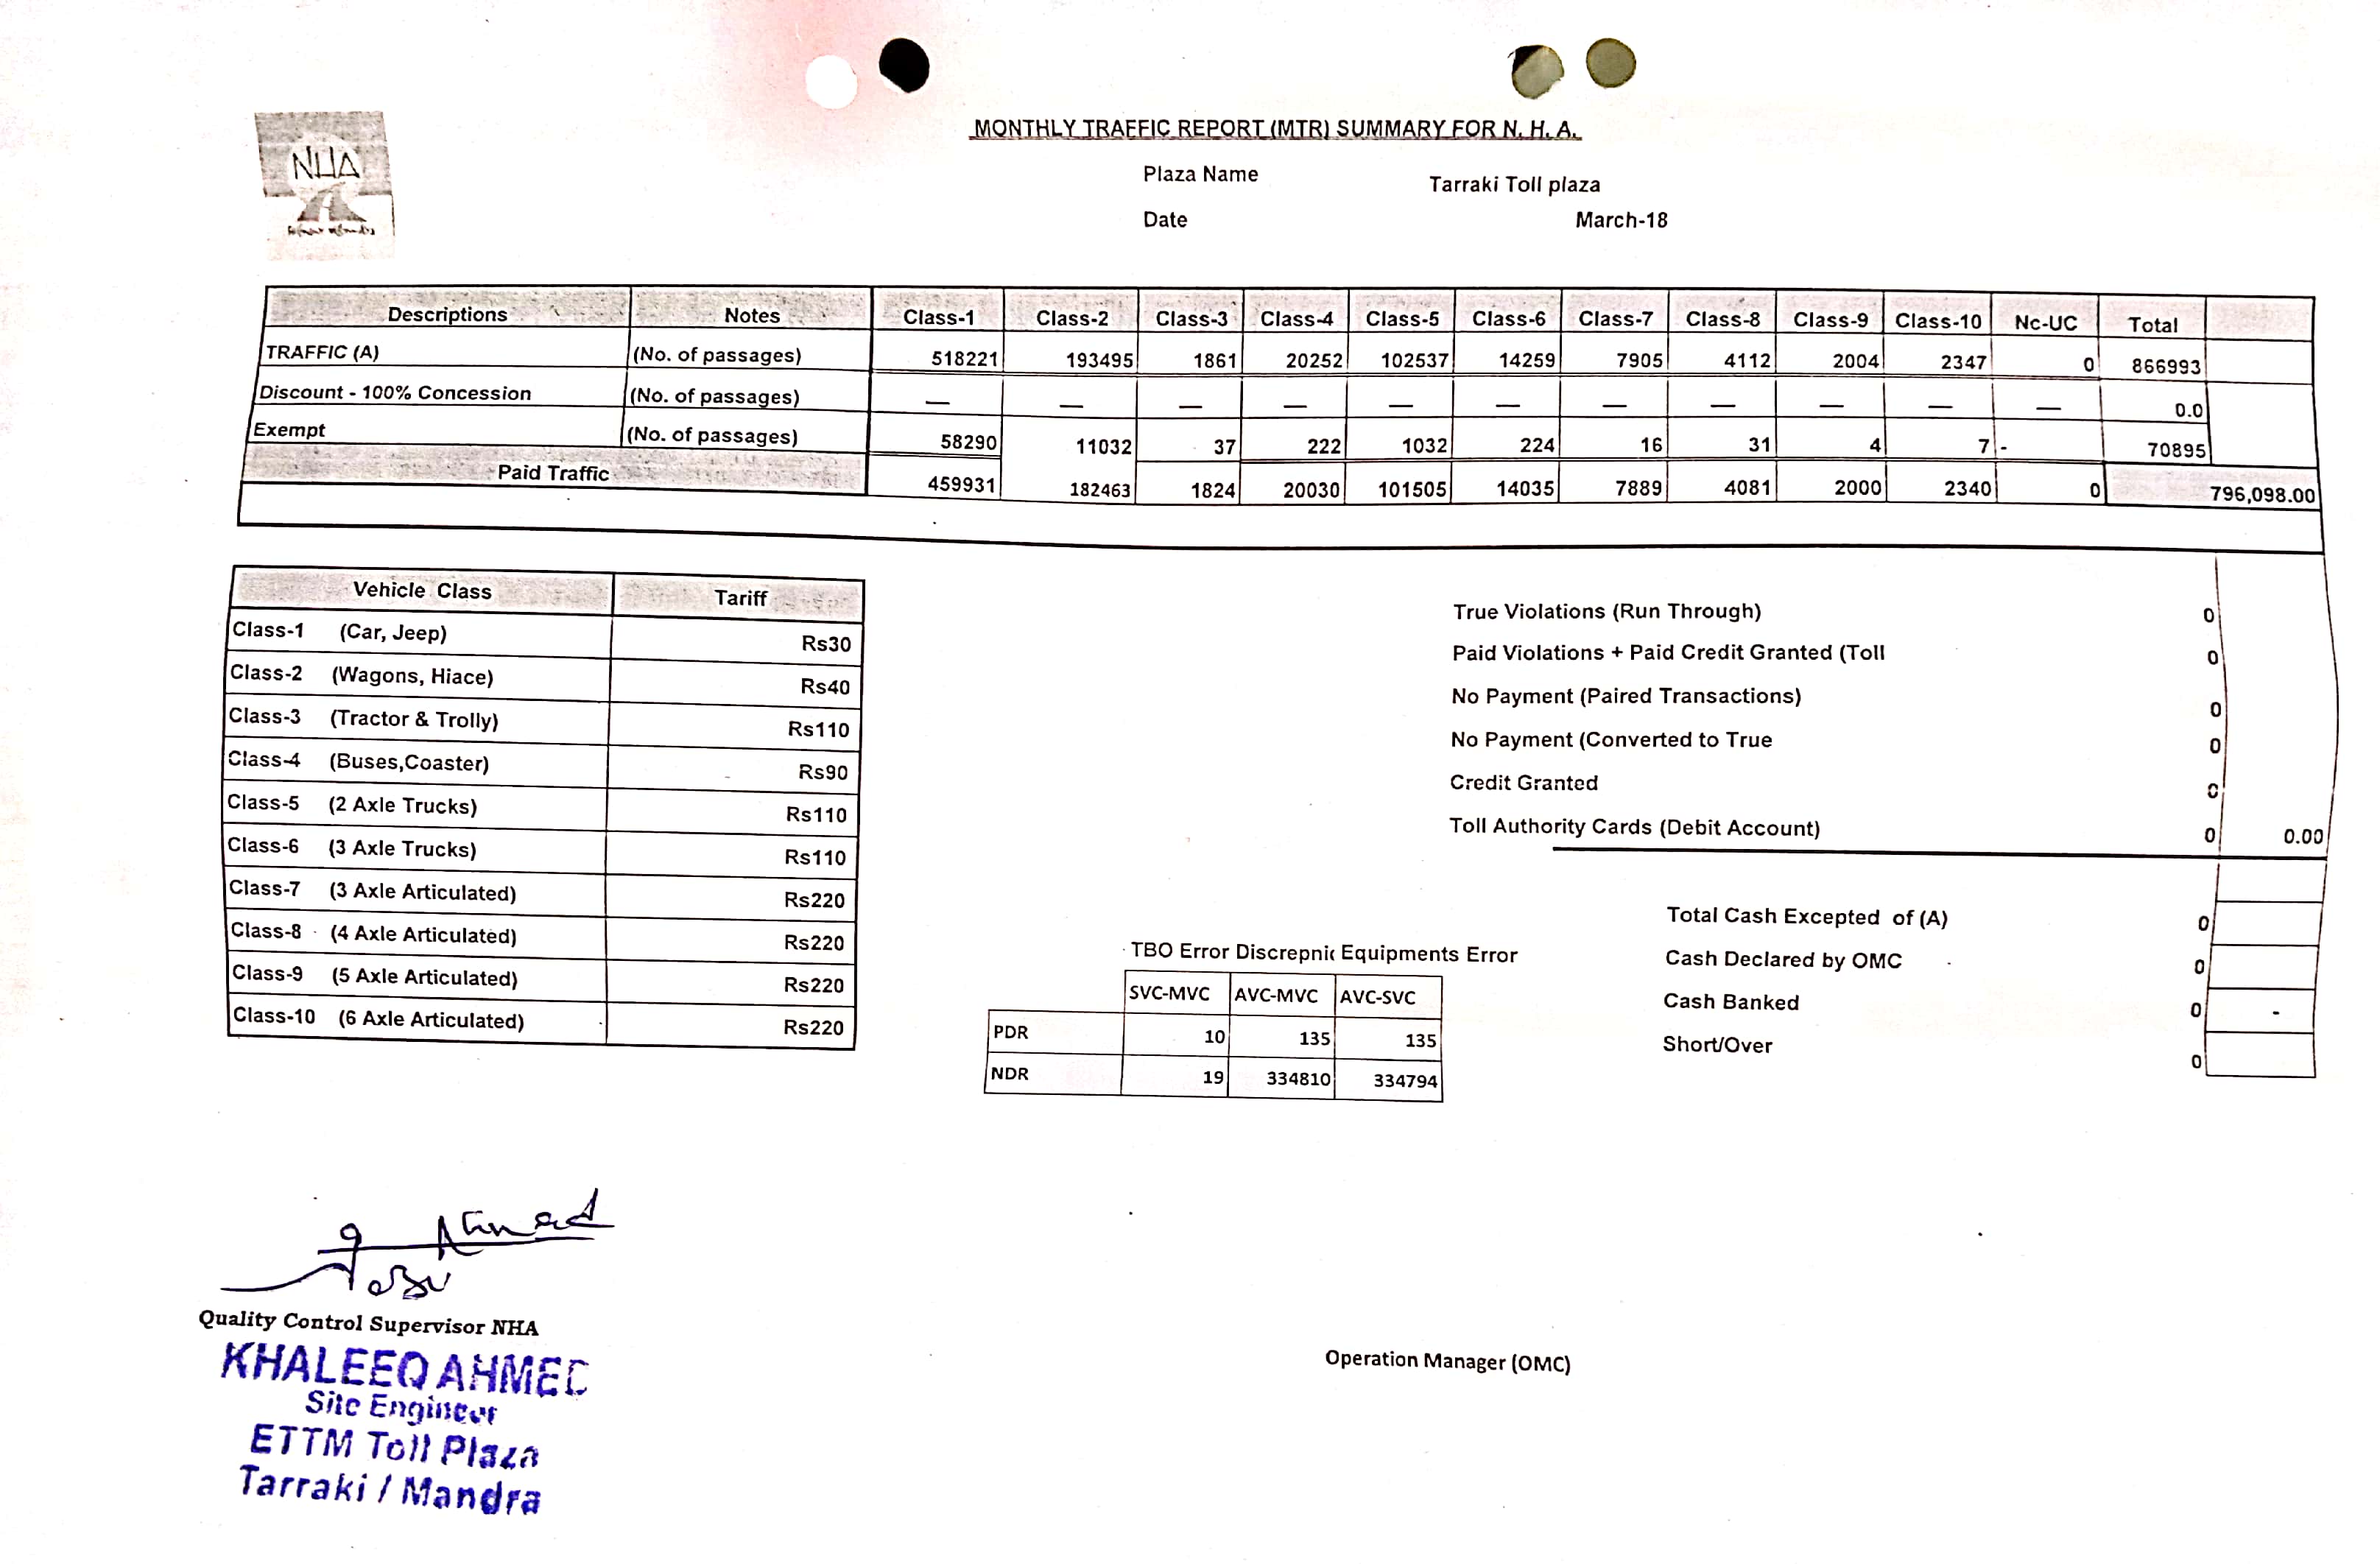 NHA
MONTHLY TRAFFIC REPORT (MTR) SUMMARY FOR N. H. A.
Plaza Name Tarraki Toll plaza
Date March-18
Descriptions Notes Class-1 Class-2 Class-3 Class-4 Class-5 Class-6 Class-7 Class-8 Class-9 Class-10 Nc-UC Total
TRAFFIC (A) (No. of passages) 518221 193495 1861 20252 102537 14259 7905 4112 2004 2347 0 866993
Discount - 100% Concession (No. of passages) — — — — — — — — — — — 0.0
Exempt (No. of passages) 58290 11032 37 222 1032 224 16 31 4 7 - 70895
Paid Traffic 459931 182463 1824 20030 101505 14035 7889 4081 2000 2340 0 796,098.00
Vehicle Class Tariff
Class-1 (Car, Jeep) Rs30
Class-2 (Wagons, Hiace) Rs40
Class-3 (Tractor & Trolly) Rs110
Class-4 (Buses,Coaster) Rs90
Class-5 (2 Axle Trucks) Rs110
Class-6 (3 Axle Trucks) Rs110
Class-7 (3 Axle Articulated) Rs220
Class-8 (4 Axle Articulated) Rs220
Class-9 (5 Axle Articulated) Rs220
Class-10 (6 Axle Articulated) Rs220
True Violations (Run Through) 0
Paid Violations + Paid Credit Granted (Toll 0
No Payment (Paired Transactions) 0
No Payment (Converted to True 0
Credit Granted 0
Toll Authority Cards (Debit Account) 0 0.00
Total Cash Excepted of (A) 0
Cash Declared by OMC 0
Cash Banked 0 -
Short/Over 0
TBO Error Discrepnic Equipments Error
SVC-MVC AVC-MVC AVC-SVC
PDR 10 135 135
NDR 19 334810 334794
Quality Control Supervisor NHA
KHALEEQ AHMED
Site Engineer
ETTM Toll Plaza
Tarraki / Mandra
Operation Manager (OMC)